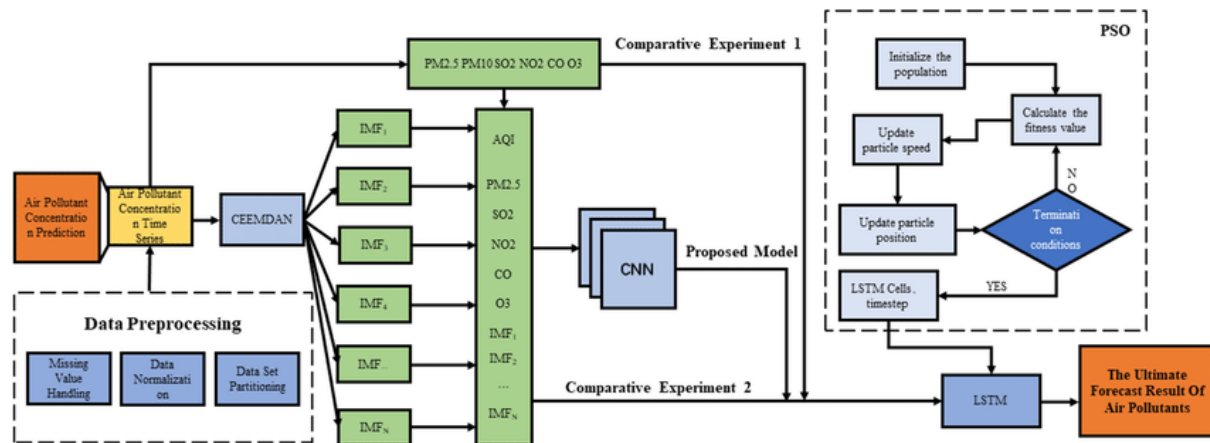 Air Pollutant
Concentratio
n Prediction
Air Pollutant
Concentratio
n Time
Series
Data Preprocessing
Missing
Value
Handling
Data
Normalizati
on
Data Set
Partitioning
CEEMDAN
IMF₁
IMF₂
IMF₃
IMF₄
IMF...
IMF_N
PM2.5 PM10 SO2 NO2 CO O3
AQI
PM2.5
SO2
NO2
CO
O3
IMF₁
IMF₂
...
IMF_N
CNN
Comparative Experiment 1
Proposed Model
Comparative Experiment 2
PSO
Initialize the
population
Calculate the
fitness value
Update
particle speed
Update particle
position
N
O
Terminati
on
conditions
YES
LSTM Cells、
timestep
LSTM
The Ultimate
Forecast Result Of
Air Pollutants